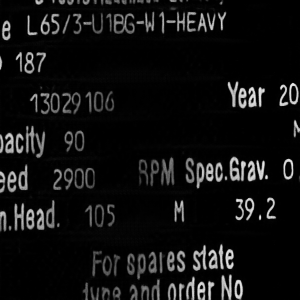 e L65/3-U1BG-W1-HEAVY
187
13029106 Year 20
pacity 90
eed 2900 RPM Spec.Grav. 0.
n.Head. 105 M 39.2
For spares state
type and order No